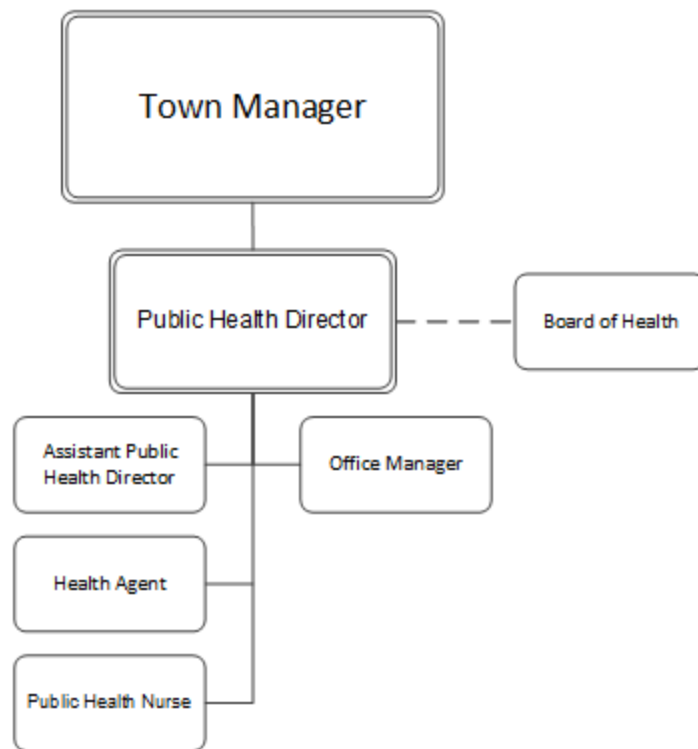 Town Manager
Public Health Director
Board of Health
Assistant Public
Health Director
Office Manager
Health Agent
Public Health Nurse